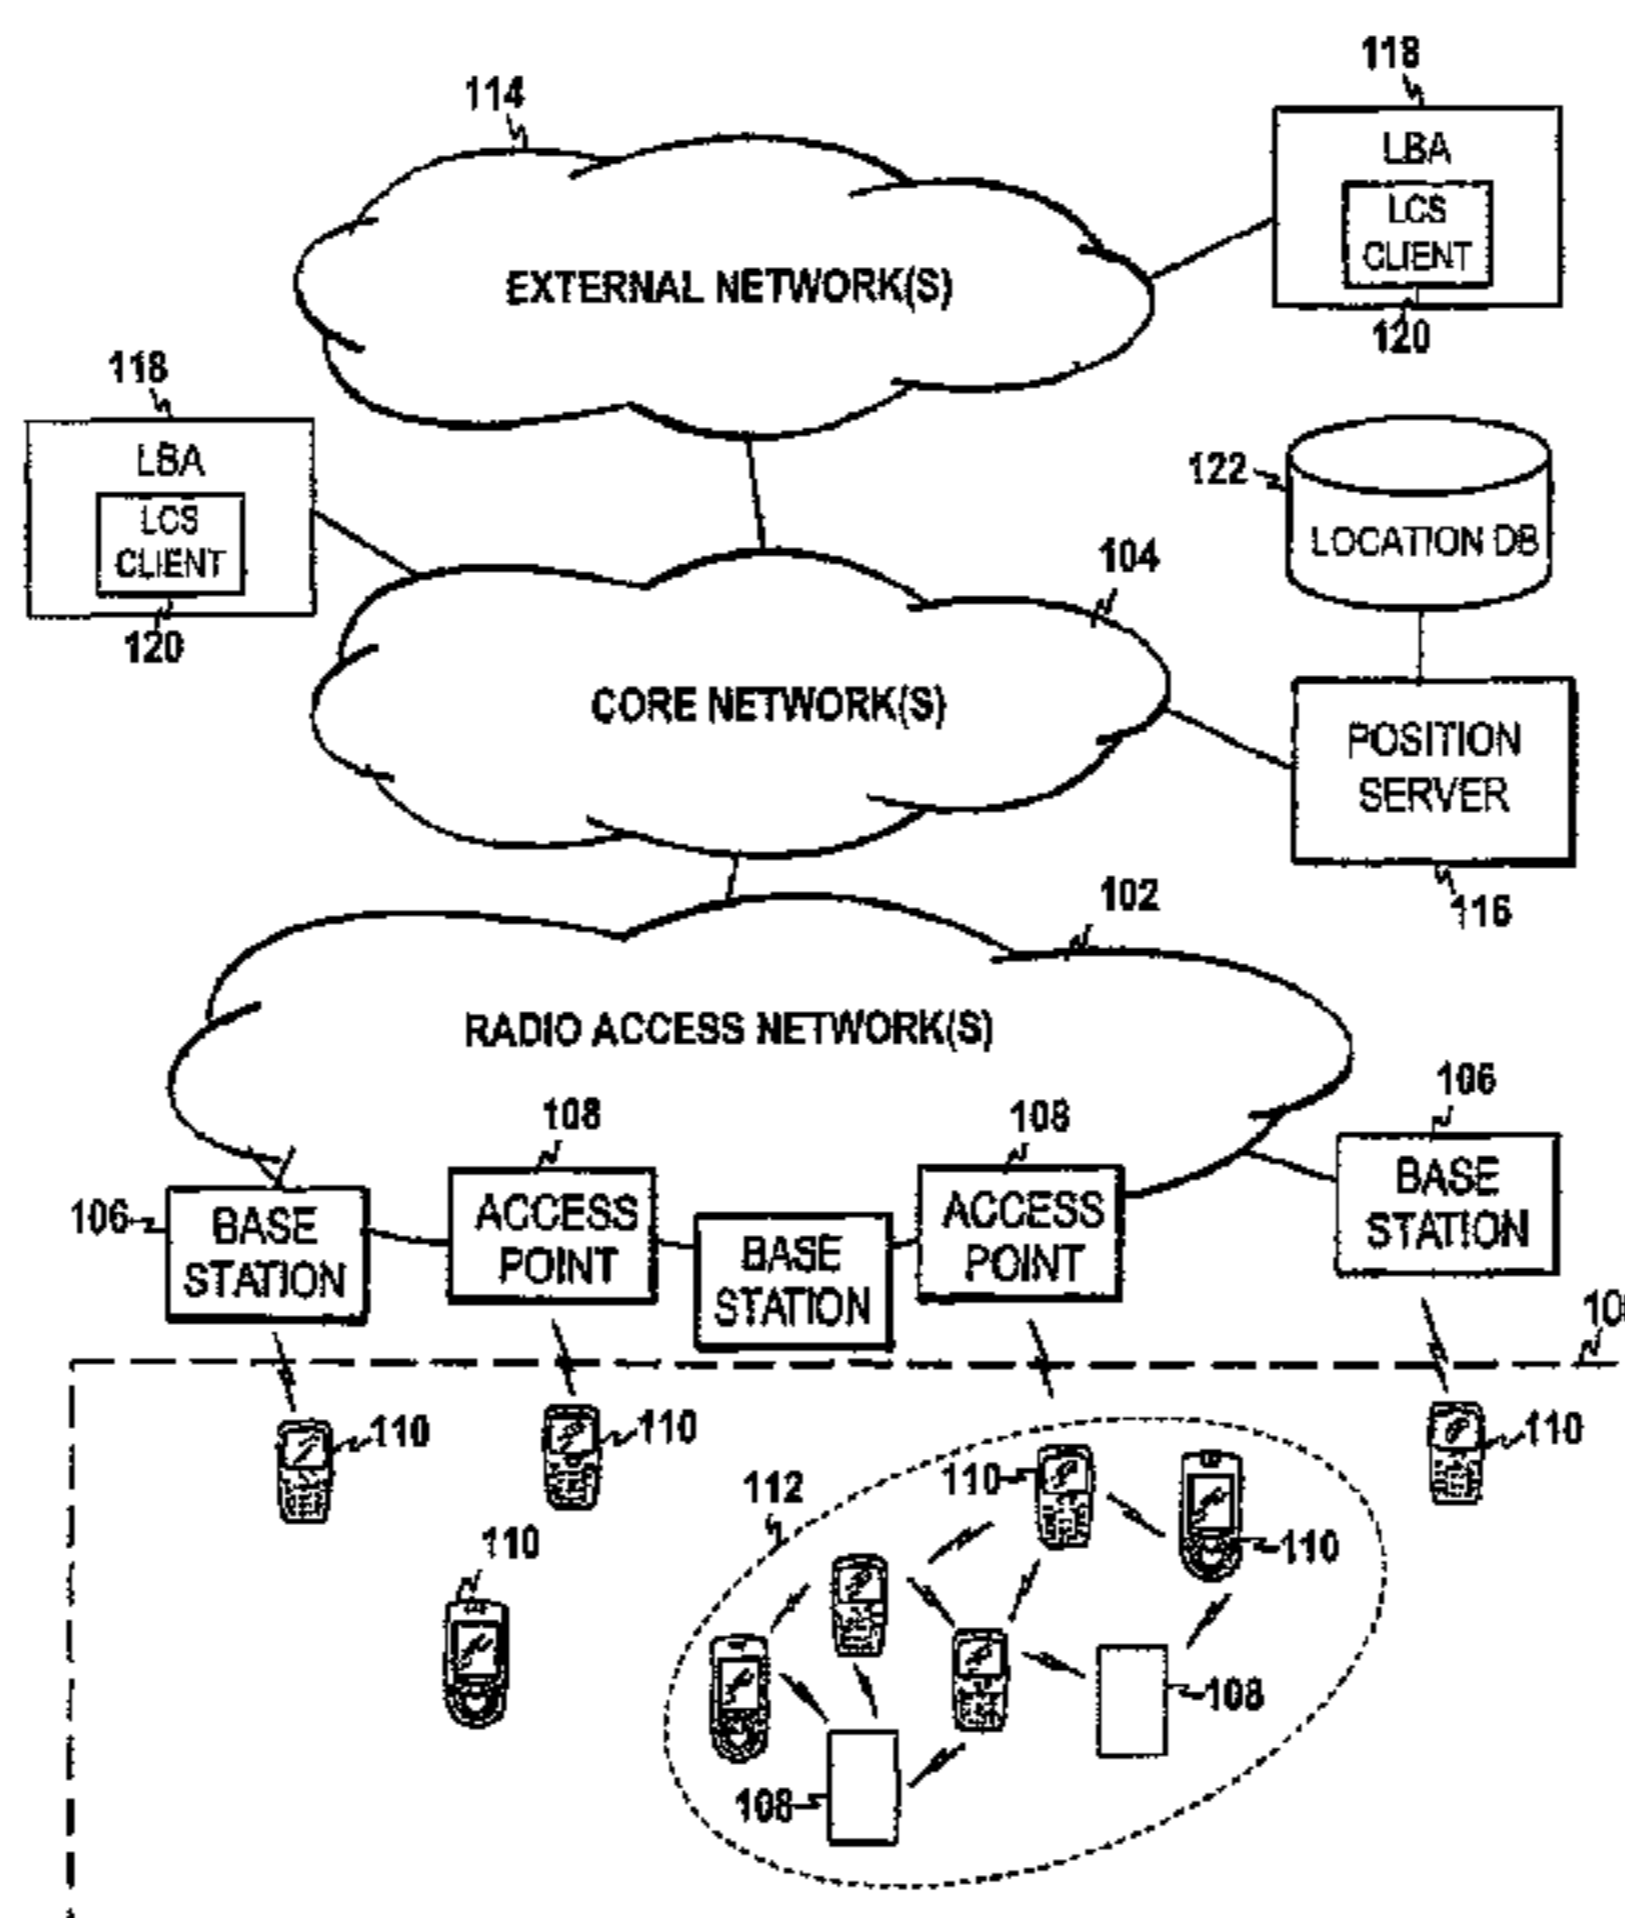 114
118
LBA
LCS
CLIENT
120
EXTERNAL NETWORK(S)
118
LBA
LCS
CLIENT
120
122
LOCATION DB
104
CORE NETWORK(S)
POSITION
SERVER
116
102
RADIO ACCESS NETWORK(S)
106
BASE
STATION
108
ACCESS
POINT
BASE
STATION
108
ACCESS
POINT
106
BASE
STATION
110
110
110
110
112
110
110
108
108